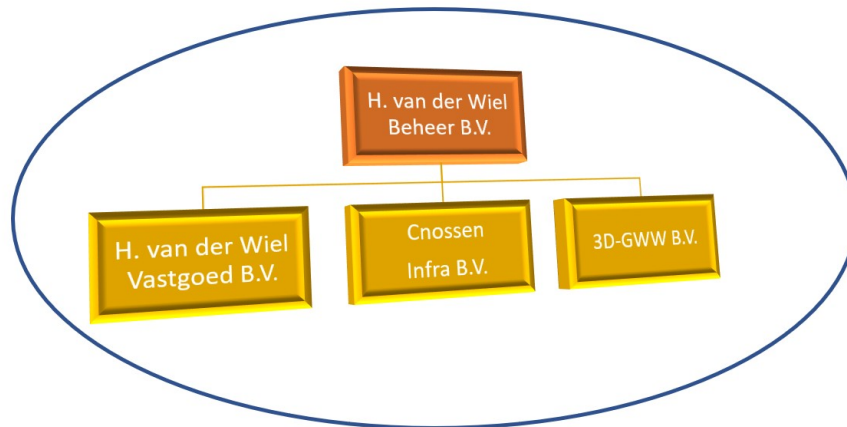 H. van der Wiel
Beheer B.V.
H. van der Wiel
Vastgoed B.V.
Cnossen
Infra B.V.
3D-GWW B.V.